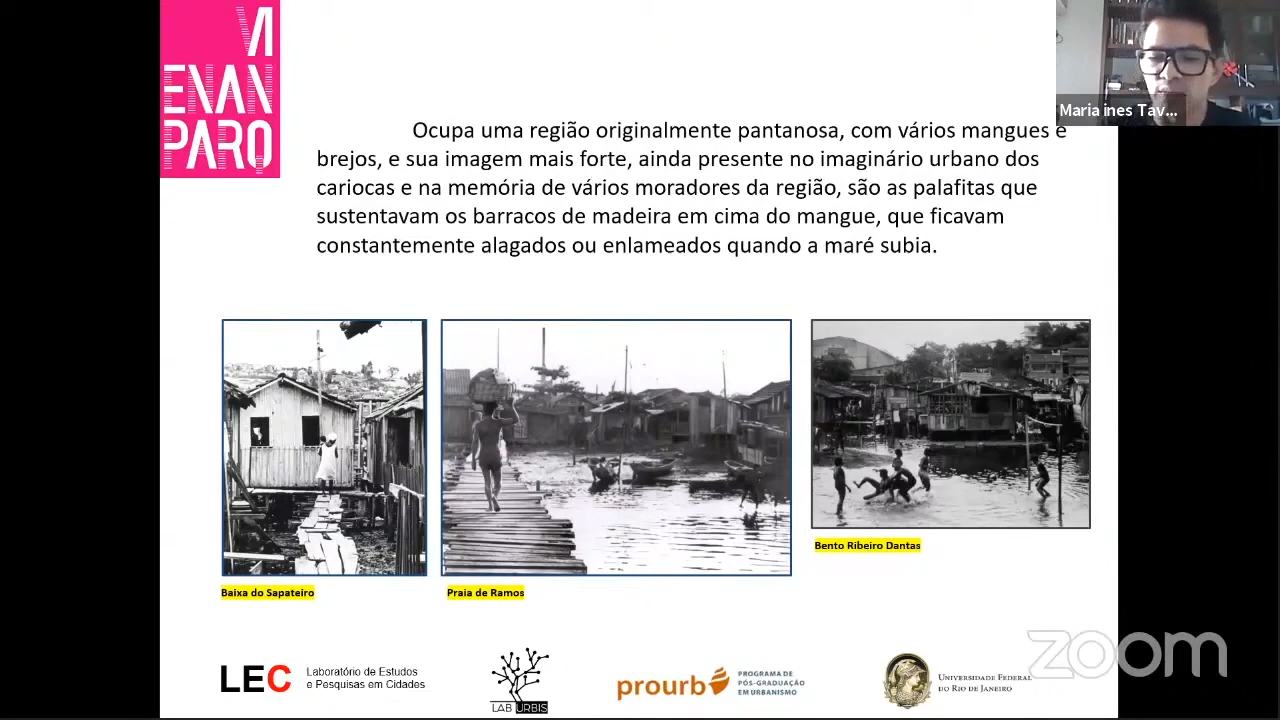 VI
ENAN
PARQ
Maria ines Tav...
Ocupa uma região originalmente pantanosa, com vários mangues e
brejos, e sua imagem mais forte, ainda presente no imaginário urbano dos
cariocas e na memória de vários moradores da região, são as palafitas que
sustentavam os barracos de madeira em cima do mangue, que ficavam
constantemente alagados ou enlameados quando a maré subia.
Baixa do Sapateiro
Praia de Ramos
Bento Ribeiro Dantas
LEC
Laboratório de Estudos
e Pesquisas em Cidades
LAB URBIS
prourb
PROGRAMA DE
PÓS-GRADUAÇÃO
EM URBANISMO
UNIVERSIDADE FEDERAL
DO RIO DE JANEIRO
zoom